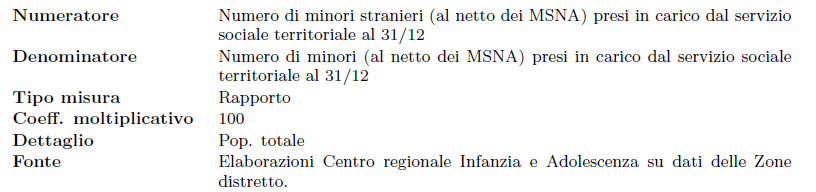 Numeratore Numero di minori stranieri (al netto dei MSNA) presi in carico dal servizio
sociale territoriale al 31/12
Denominatore Numero di minori (al netto dei MSNA) presi in carico dal servizio sociale
territoriale al 31/12
Tipo misura Rapporto
Coeff. moltiplicativo 100
Dettaglio Pop. totale
Fonte Elaborazioni Centro regionale Infanzia e Adolescenza su dati delle Zone
distretto.